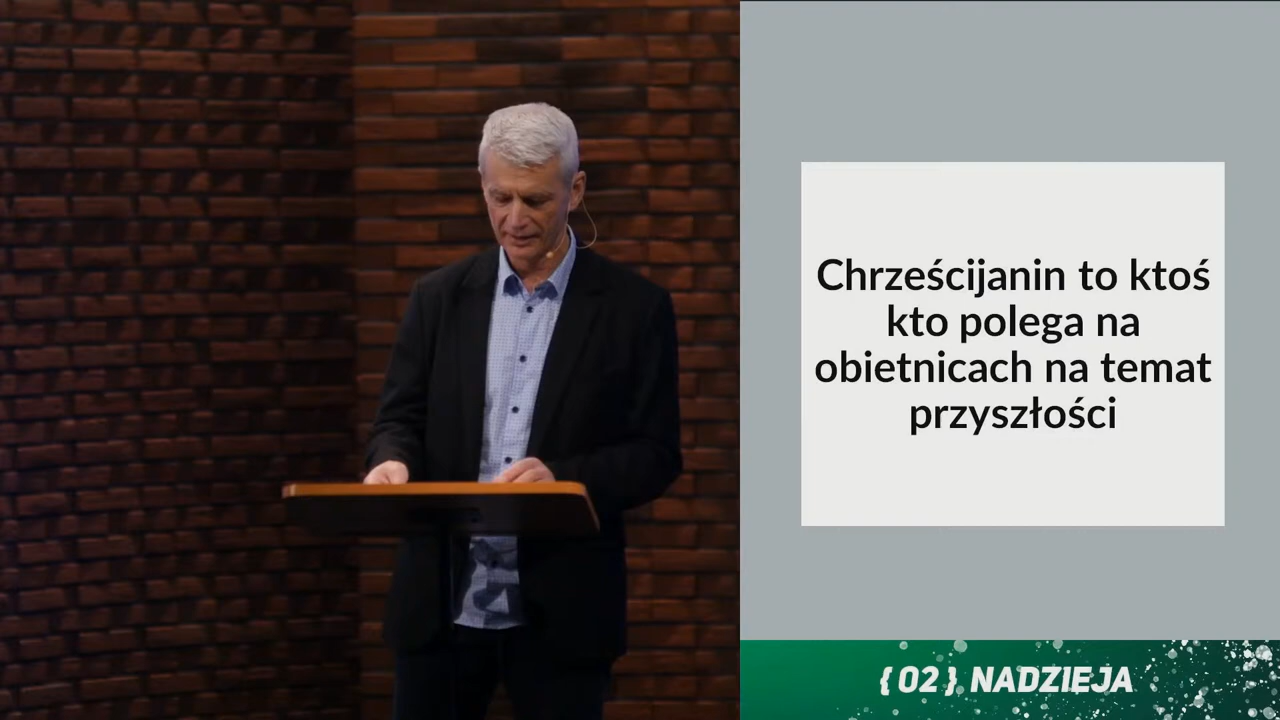 Chrześcijanin to ktoś
kto polega na
obietnicach na temat
przyszłości
{ 02 } NADZIEJA